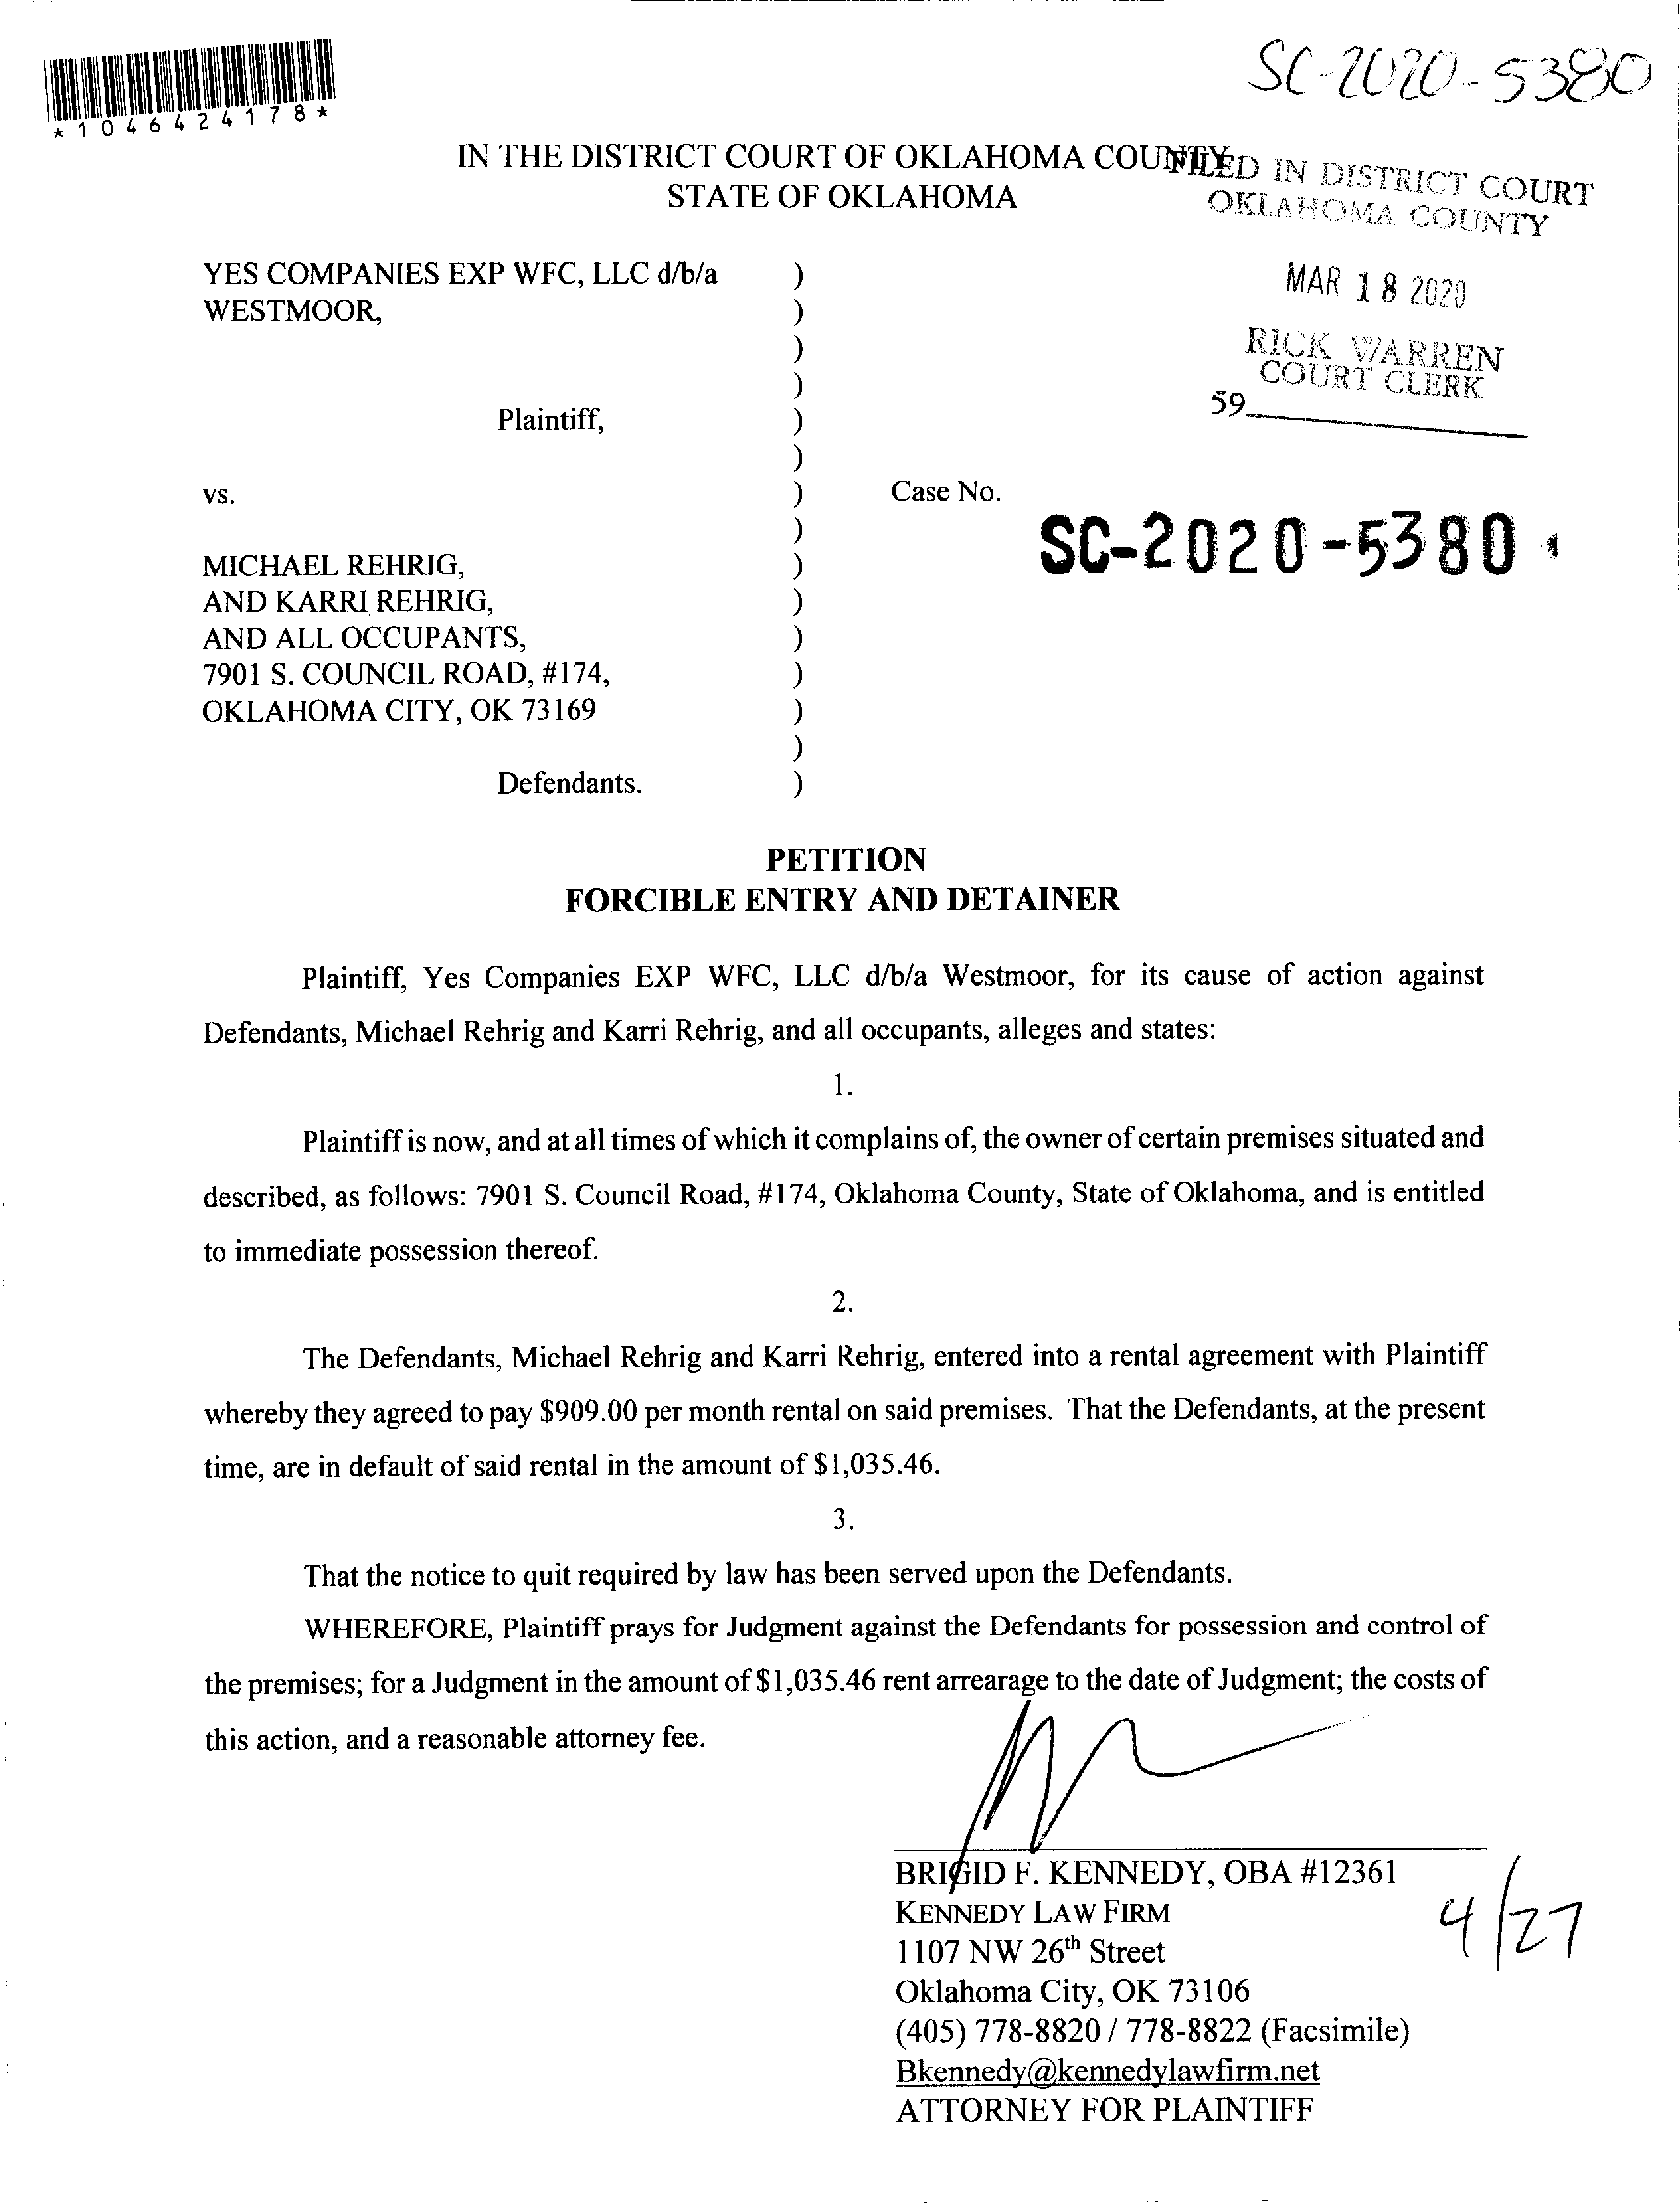 SC-2020-5380
*1046424178*
IN THE DISTRICT COURT OF OKLAHOMA COUNTY
STATE OF OKLAHOMA
FILED IN DISTRICT COURT
OKLAHOMA COUNTY
MAR 18 2020
RICK WARREN
COURT CLERK
59
YES COMPANIES EXP WFC, LLC d/b/a )
WESTMOOR, )
)
)
Plaintiff, )
)
vs. ) Case No.
)
SC-2020-5380
MICHAEL REHRIG, )
AND KARRI REHRIG, )
AND ALL OCCUPANTS, )
7901 S. COUNCIL ROAD, #174, )
OKLAHOMA CITY, OK 73169 )
)
Defendants. )
PETITION
FORCIBLE ENTRY AND DETAINER
Plaintiff, Yes Companies EXP WFC, LLC d/b/a Westmoor, for its cause of action against
Defendants, Michael Rehrig and Karri Rehrig, and all occupants, alleges and states:
1.
Plaintiff is now, and at all times of which it complains of, the owner of certain premises situated and
described, as follows: 7901 S. Council Road, #174, Oklahoma County, State of Oklahoma, and is entitled
to immediate possession thereof.
2.
The Defendants, Michael Rehrig and Karri Rehrig, entered into a rental agreement with Plaintiff
whereby they agreed to pay $909.00 per month rental on said premises. That the Defendants, at the present
time, are in default of said rental in the amount of $1,035.46.
3.
That the notice to quit required by law has been served upon the Defendants.
WHEREFORE, Plaintiff prays for Judgment against the Defendants for possession and control of
the premises; for a Judgment in the amount of $1,035.46 rent arrearage to the date of Judgment; the costs of
this action, and a reasonable attorney fee.
BRIGID F. KENNEDY, OBA #12361
KENNEDY LAW FIRM
1107 NW 26th Street
Oklahoma City, OK 73106
(405) 778-8820 / 778-8822 (Facsimile)
Bkennedy@kennedylawfirm.net
ATTORNEY FOR PLAINTIFF
4/27